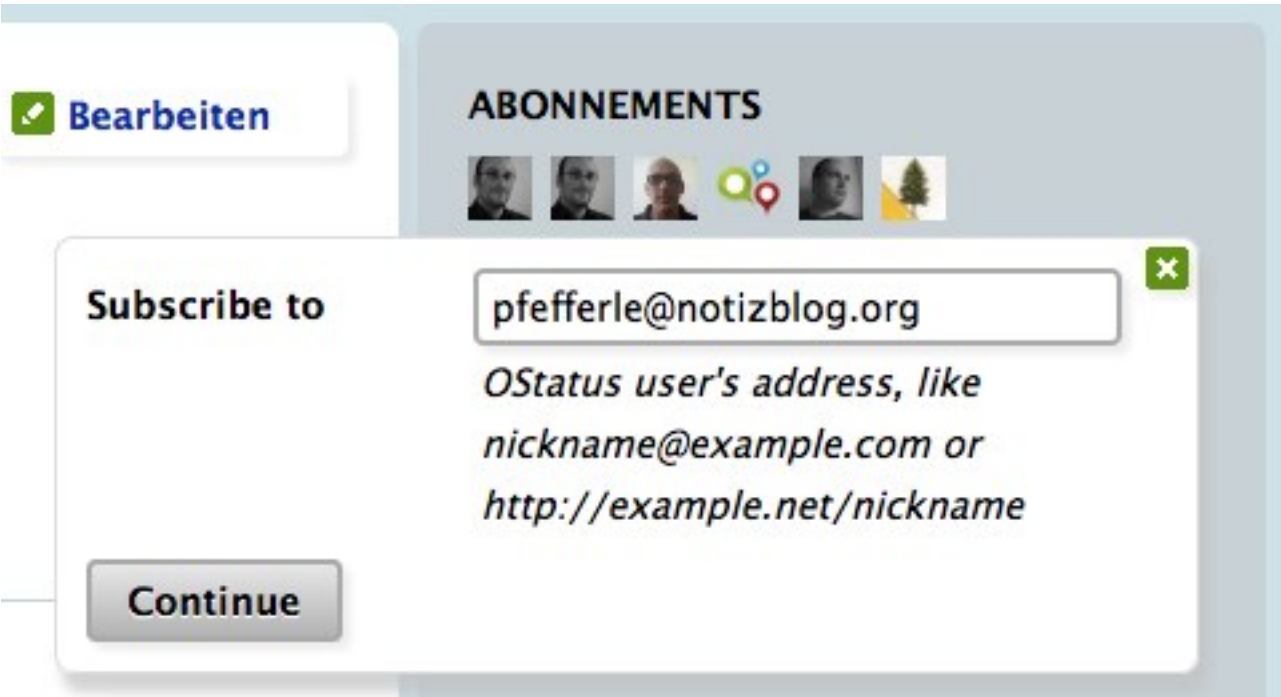 Bearbeiten
ABONNEMENTS
Subscribe to
pfefferle@notizblog.org
OStatus user's address, like
nickname@example.com or
http://example.net/nickname
Continue